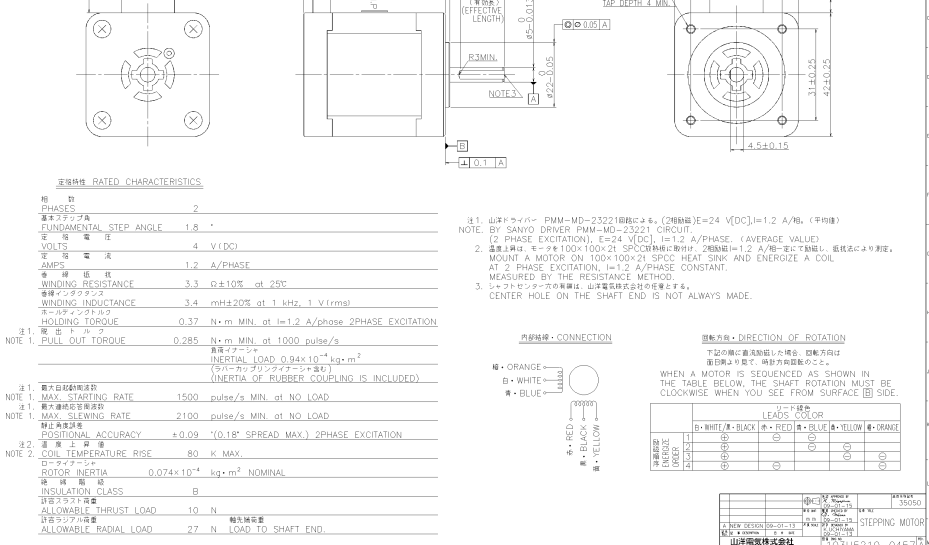 (有効長)
(EFFECTIVE
LENGTH)
TAP DEPTH 4 MIN.
⌀ 0.05 A
R3MIN.
NOTE3
A
B
⊥ 0.1 A
31±0.25
42±0.25
4.5±0.15
定格特性 RATED CHARACTERISTICS
相 数
PHASES 2
基本ステップ角
FUNDAMENTAL STEP ANGLE 1.8 °
定 格 電 圧
VOLTS 4 V(DC)
定 格 電 流
AMPS 1.2 A/PHASE
巻 線 抵 抗
WINDING RESISTANCE 3.3 Ω±10% at 25℃
巻線インダクタンス
WINDING INDUCTANCE 3.4 mH±20% at 1 kHz, 1 V(rms)
ホールディングトルク
HOLDING TORQUE 0.37 N・m MIN. at I=1.2 A/phase 2PHASE EXCITATION
注1. 脱 出 ト ル ク
NOTE 1. PULL OUT TORQUE 0.285 N・m MIN. at 1000 pulse/s
負荷イナーシャ
INERTIAL LOAD 0.94×10⁻⁴ kg・m²
(ラバーカップリングイナーシャ含む)
(INERTIA OF RUBBER COUPLING IS INCLUDED)
注1. 最大自起動周波数
NOTE 1. MAX. STARTING RATE 1500 pulse/s MIN. at NO LOAD
注1. 最大連続応答周波数
NOTE 1. MAX. SLEWING RATE 2100 pulse/s MIN. at NO LOAD
静止角度誤差
POSITIONAL ACCURACY ±0.09 °(0.18° SPREAD MAX.) 2PHASE EXCITATION
注2. 温 度 上 昇 値
NOTE 2. COIL TEMPERATURE RISE 80 K MAX.
ロータイナーシャ
ROTOR INERTIA 0.074×10⁻⁴ kg・m² NOMINAL
絶 縁 階 級
INSULATION CLASS B
許容スラスト荷重
ALLOWABLE THRUST LOAD 10 N
許容ラジアル荷重 軸先端荷重
ALLOWABLE RADIAL LOAD 27 N LOAD TO SHAFT END.
注1. 山洋ドライバー PMM-MD-23221回路による。(2相励磁)E=24 V[DC],I=1.2 A/相。(平均値)
NOTE. BY SANYO DRIVER PMM-MD-23221 CIRCUIT.
(2 PHASE EXCITATION), E=24 V[DC], I=1.2 A/PHASE. (AVERAGE VALUE)
2. 温度上昇は、モータを100×100×2t SPCC放熱板に取付け、2相励磁I=1.2 A/相一定にて励磁し、抵抗法により測定。
MOUNT A MOTOR ON 100×100×2t SPCC HEAT SINK AND ENERGIZE A COIL
AT 2 PHASE EXCITATION, I=1.2 A/PHASE CONSTANT.
MEASURED BY THE RESISTANCE METHOD.
3. シャフトセンター穴の有無は、山洋電気株式会社の任意とする。
CENTER HOLE ON THE SHAFT END IS NOT ALWAYS MADE.
内部結線・CONNECTION
橙・ORANGE
白・WHITE
青・BLUE
赤・RED
黒・BLACK
黄・YELLOW
回転方向・DIRECTION OF ROTATION
下記の順に直流励磁した場合、回転方向は
面B側より見て、時計方向回転のこと。
WHEN A MOTOR IS SEQUENCED AS SHOWN IN
THE TABLE BELOW, THE SHAFT ROTATION MUST BE
CLOCKWISE WHEN YOU SEE FROM SURFACE B SIDE.
リード線色
LEADS COLOR
白・WHITE/黒・BLACK 赤・RED 青・BLUE 黄・YELLOW 橙・ORANGE
励磁順序
ENERGIZE ORDER
1 ⊕ ⊖ ⊖
2 ⊕ ⊖ ⊖
3 ⊕ ⊖ ⊖
4 ⊕ ⊖ ⊖
35050
09-01-15
09-01-15
STEPPING MOTOR
K.UCHIYAMA
A NEW DESIGN 09-01-13
09-01-13
山洋電気株式会社